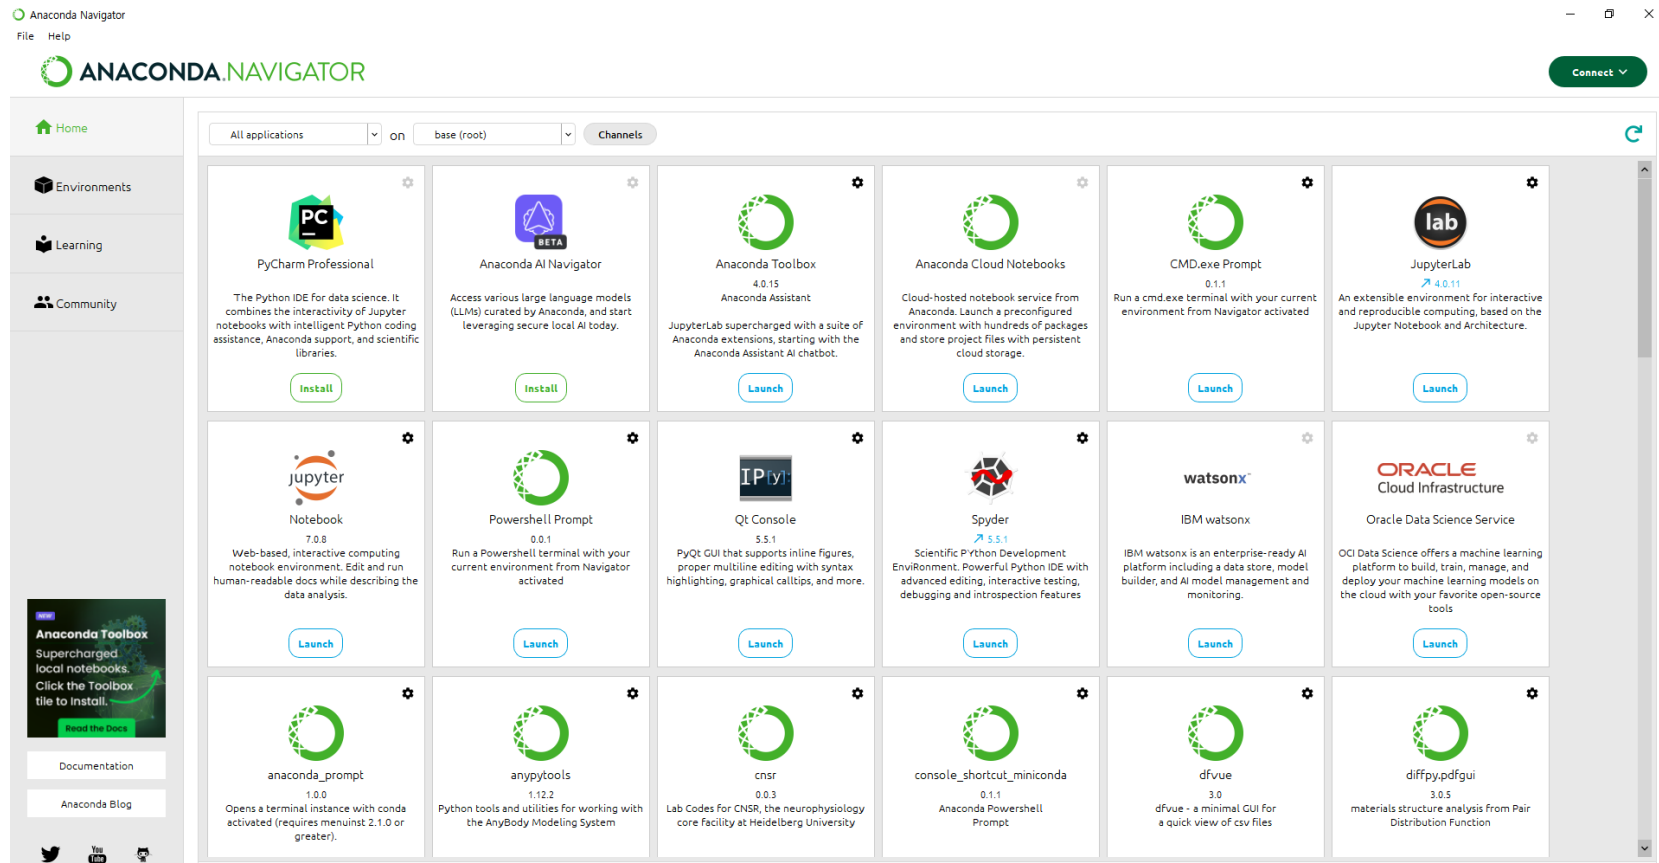 Anaconda Navigator
File Help
ANACONDA.NAVIGATOR
Connect
Home
Environments
Learning
Community
All applications on base (root) Channels
PC
PyCharm Professional
The Python IDE for data science. It
combines the interactivity of Jupyter
notebooks with intelligent Python coding
assistance, Anaconda support, and scientific
libraries.
Install
BETA
Anaconda AI Navigator
Access various large language models
(LLMs) curated by Anaconda, and start
leveraging secure local AI today.
Install
Anaconda Toolbox
4.0.15
Anaconda Assistant
JupyterLab supercharged with a suite of
Anaconda extensions, starting with the
Anaconda Assistant AI chatbot.
Launch
Anaconda Cloud Notebooks
Cloud-hosted notebook service from
Anaconda. Launch a preconfigured
environment with hundreds of packages
and store project files with persistent
cloud storage.
Launch
CMD.exe Prompt
0.1.1
Run a cmd.exe terminal with your current
environment from Navigator activated
Launch
lab
JupyterLab
4.0.11
An extensible environment for interactive
and reproducible computing, based on the
Jupyter Notebook and Architecture.
Launch
jupyter
Notebook
7.0.8
Web-based, interactive computing
notebook environment. Edit and run
human-readable docs while describing the
data analysis.
Launch
Powershell Prompt
0.0.1
Run a Powershell terminal with your
current environment from Navigator
activated
Launch
IP[y]:
Qt Console
5.5.1
PyQt GUI that supports inline figures,
proper multiline editing with syntax
highlighting, graphical calltips, and more.
Launch
Spyder
5.5.1
Scientific PYthon Development
EnviRonment. Powerful Python IDE with
advanced editing, interactive testing,
debugging and introspection features
Launch
watsonx
IBM watsonx
IBM watsonx is an enterprise-ready AI
platform including a data store, model
builder, and AI model management and
monitoring.
Launch
ORACLE
Cloud Infrastructure
Oracle Data Science Service
OCI Data Science offers a machine learning
platform to build, train, manage, and
deploy your machine learning models on
the cloud with your favorite open-source
tools
Launch
anaconda_prompt
1.0.0
Opens a terminal instance with conda
activated (requires menuinst 2.1.0 or
greater).
anypytools
1.12.2
Python tools and utilities for working with
the AnyBody Modeling System
cnsr
0.0.3
Lab Codes for CNSR, the neurophysiology
core facility at Heidelberg University
console_shortcut_miniconda
0.1.1
Anaconda Powershell
Prompt
dfvue
3.0
dfvue - a minimal GUI for
a quick view of csv files
diffpy.pdfgui
3.0.5
materials structure analysis from Pair
Distribution Function
NEW
Anaconda Toolbox
Supercharged
local notebooks.
Click the Toolbox
tile to install.
Read the Docs
Documentation
Anaconda Blog
You
Tube